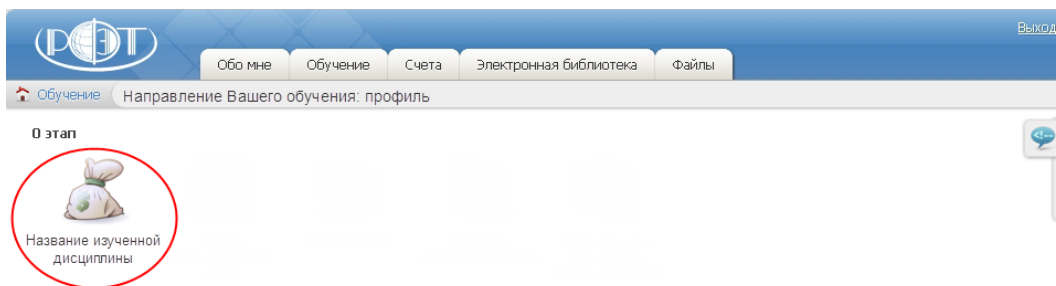 Выход
РЭТ
Обо мне Обучение Счета Электронная библиотека Файлы
Обучение Направление Вашего обучения: профиль
0 этап
Название изученной
дисциплины